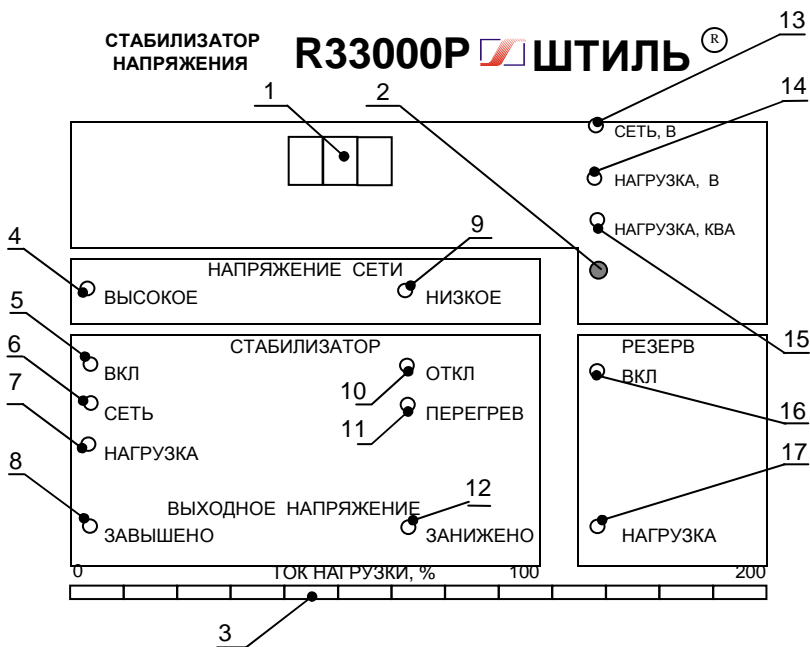 СТАБИЛИЗАТОР
НАПРЯЖЕНИЯ
R33000P ШТИЛЬ ®
13
14
1
2
СЕТЬ, В
НАГРУЗКА, В
НАГРУЗКА, КВА
4
9
НАПРЯЖЕНИЕ СЕТИ
ВЫСОКОЕ
НИЗКОЕ
5
6
7
8
СТАБИЛИЗАТОР
ВКЛ
СЕТЬ
НАГРУЗКА
10
ОТКЛ
11
ПЕРЕГРЕВ
ВЫХОДНОЕ НАПРЯЖЕНИЕ
12
ЗАВЫШЕНО
ЗАНИЖЕНО
15
РЕЗЕРВ
ВКЛ
16
17
НАГРУЗКА
0 ТОК НАГРУЗКИ, % 100 200
3